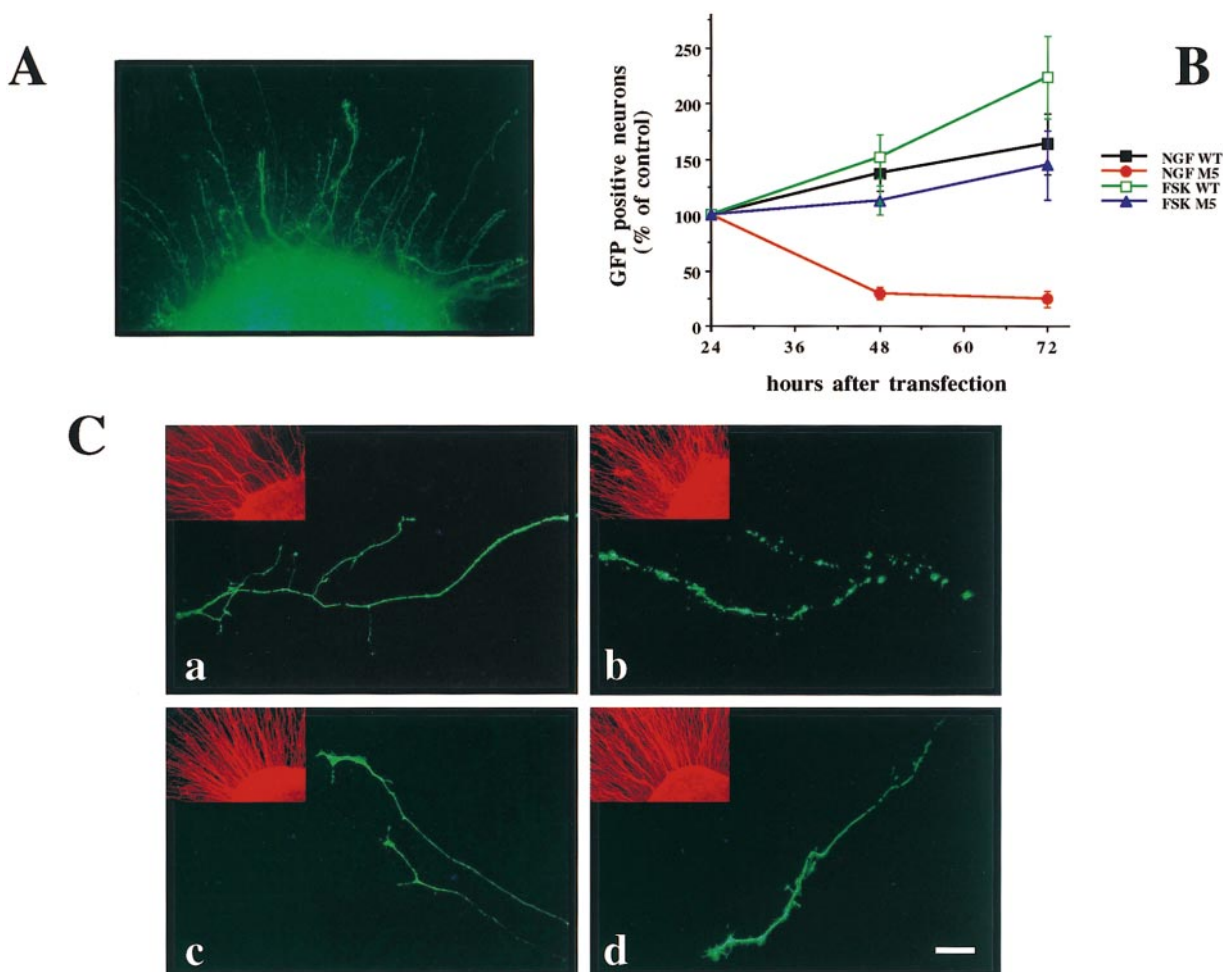 A
B
GFP positive neurons
(% of control)
250
200
150
100
50
25
0
24
36
48
60
72
hours after transfection
NGF WT
NGF M5
FSK WT
FSK M5
C
a
b
c
d